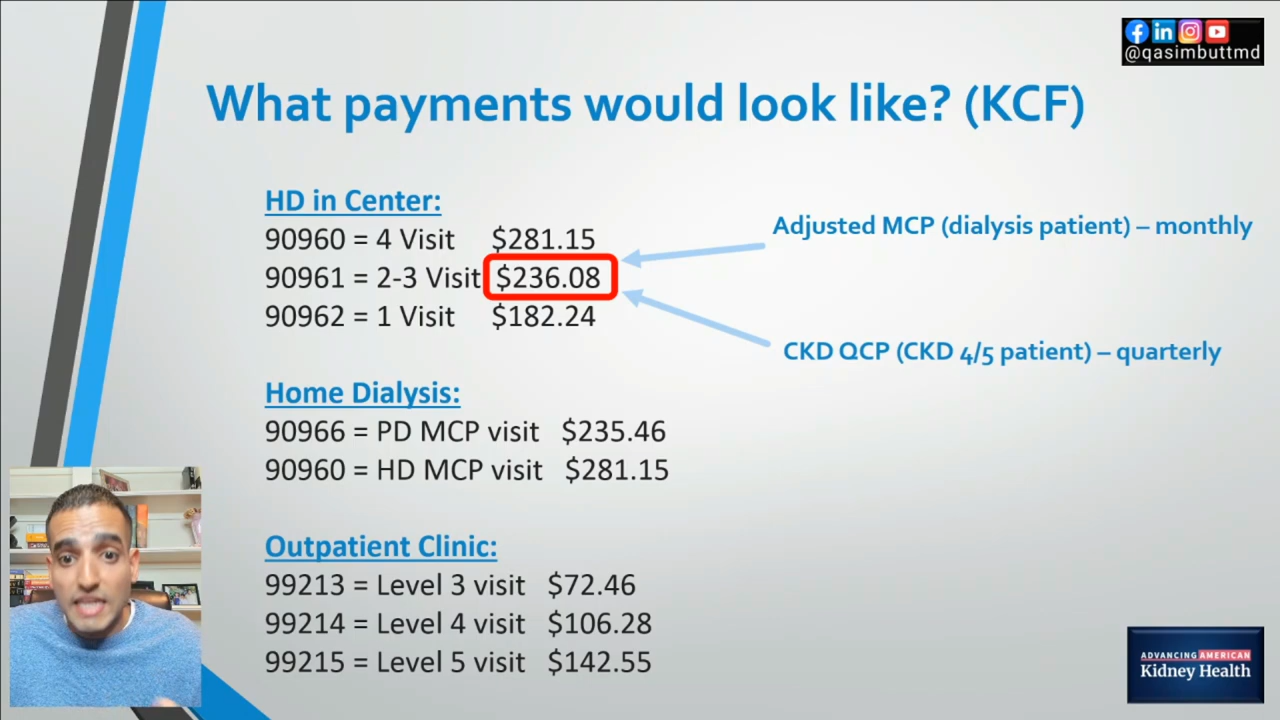 @qasimbuttmd
What payments would look like? (KCF)
HD in Center:
90960 = 4 Visit $281.15
90961 = 2-3 Visit $236.08
90962 = 1 Visit $182.24
Adjusted MCP (dialysis patient) – monthly
CKD QCP (CKD 4/5 patient) – quarterly
Home Dialysis:
90966 = PD MCP visit $235.46
90960 = HD MCP visit $281.15
Outpatient Clinic:
99213 = Level 3 visit $72.46
99214 = Level 4 visit $106.28
99215 = Level 5 visit $142.55
ADVANCING AMERICAN
Kidney Health